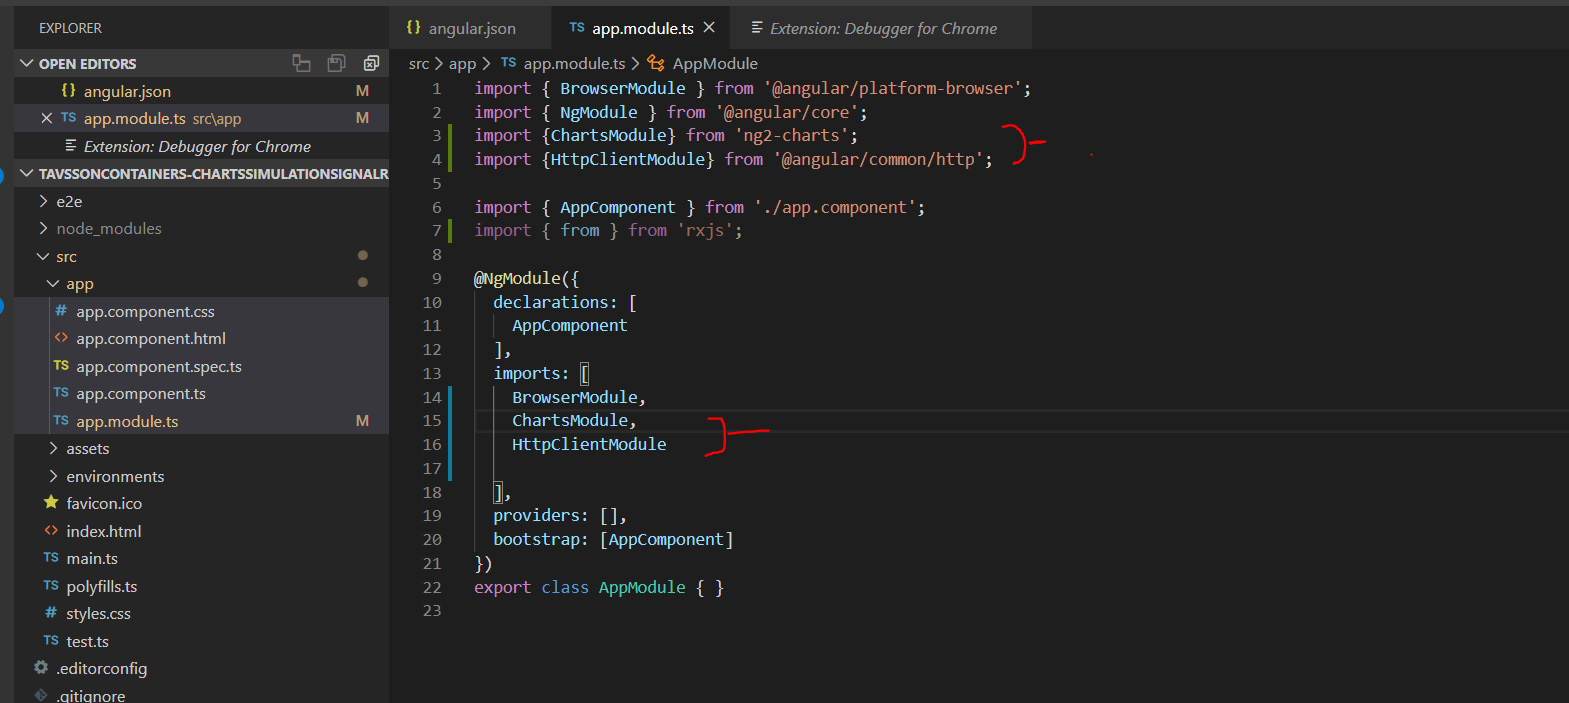 EXPLORER
OPEN EDITORS
{} angular.json M
TS app.module.ts src\app M
Extension: Debugger for Chrome
TAVSSONCONTAINERS-CHARTSSIMULATIONSIGNALR
e2e
node_modules
src
app
# app.component.css
<> app.component.html
TS app.component.spec.ts
TS app.component.ts
TS app.module.ts M
assets
environments
favicon.ico
<> index.html
TS main.ts
TS polyfills.ts
# styles.css
TS test.ts
.editorconfig
.gitignore
{} angular.json
TS app.module.ts
Extension: Debugger for Chrome
src > app > TS app.module.ts > AppModule
1 import { BrowserModule } from '@angular/platform-browser';
2 import { NgModule } from '@angular/core';
3 import {ChartsModule} from 'ng2-charts';
4 import {HttpClientModule} from '@angular/common/http';
5
6 import { AppComponent } from './app.component';
7 import { from } from 'rxjs';
8
9 @NgModule({
10 declarations: [
11 AppComponent
12 ],
13 imports: [
14 BrowserModule,
15 ChartsModule,
16 HttpClientModule
17
18 ],
19 providers: [],
20 bootstrap: [AppComponent]
21 })
22 export class AppModule { }
23